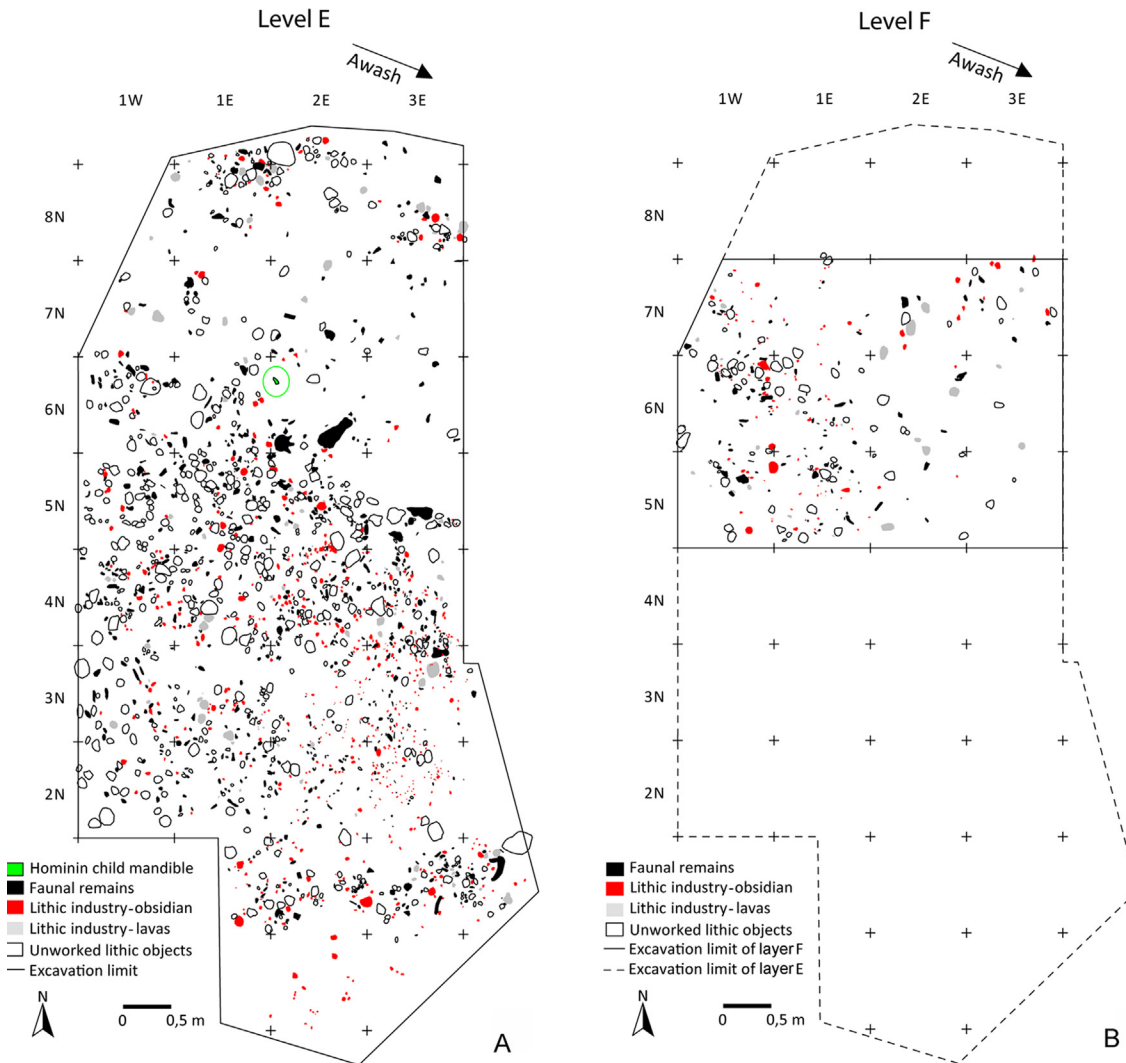 Level E
Awash
1W 1E 2E 3E
8N
7N
6N
5N
4N
3N
2N
Hominin child mandible
Faunal remains
Lithic industry-obsidian
Lithic industry-lavas
Unworked lithic objects
Excavation limit
N
0 0,5 m
A
Level F
Awash
1W 1E 2E 3E
8N
7N
6N
5N
4N
3N
2N
Faunal remains
Lithic industry-obsidian
Lithic industry-lavas
Unworked lithic objects
Excavation limit of layer F
Excavation limit of layer E
N
0 0,5 m
B